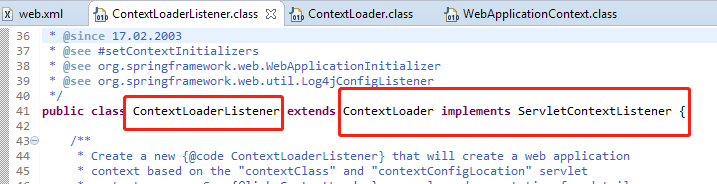 web.xml ContextLoaderListener.class ContextLoader.class WebApplicationContext.class
36 * @since 17.02.2003
37 * @see #setContextInitializers
38 * @see org.springframework.web.WebApplicationInitializer
39 * @see org.springframework.web.util.Log4jConfigListener
40 */
41 public class ContextLoaderListener extends ContextLoader implements ServletContextListener {
42
43 /**
44 * Create a new {@code ContextLoaderListener} that will create a web application
45 * context based on the "contextClass" and "contextConfigLocation" servlet